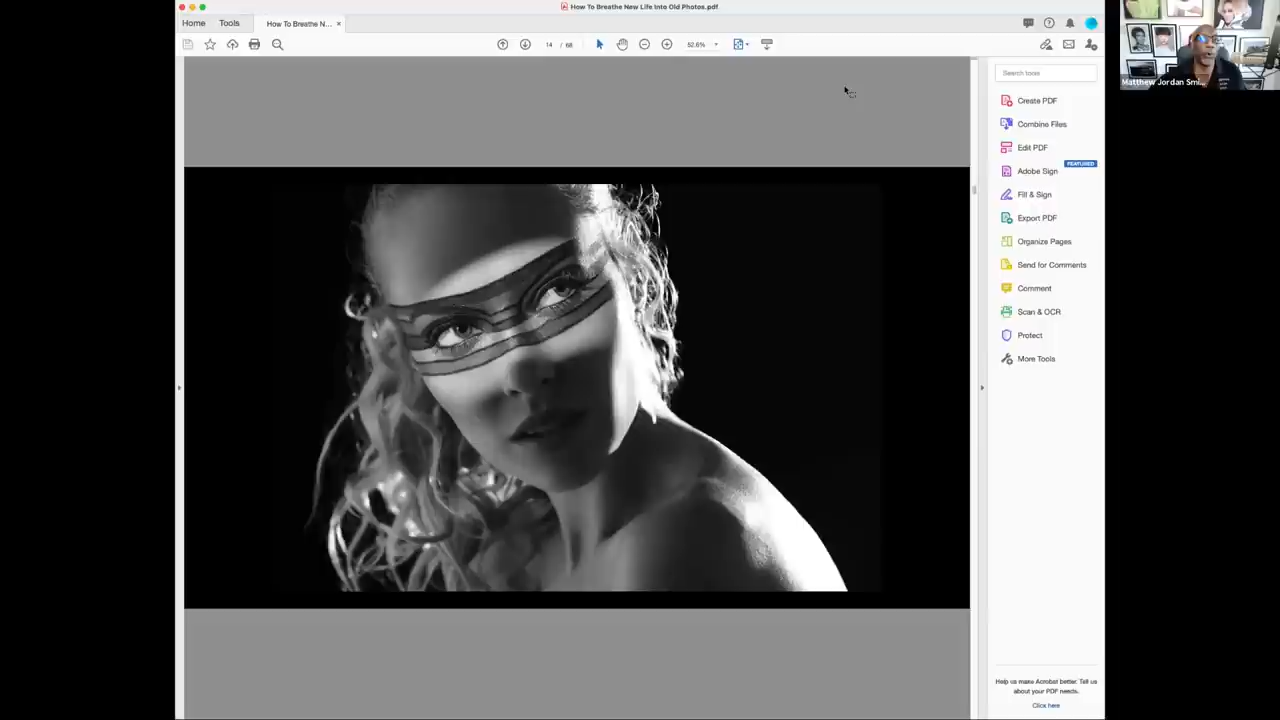 How To Breathe New Life Into Old Photos.pdf
Home
Tools
How To Breathe N...
14 / 68
52.6%
Matthew Jordan Smi...
Search tools
Create PDF
Combine Files
Edit PDF
FEATURED
Adobe Sign
Fill & Sign
Export PDF
Organize Pages
Send for Comments
Comment
Scan & OCR
Protect
More Tools
Help us make Acrobat better. Tell us
about your PDF needs.
Click here